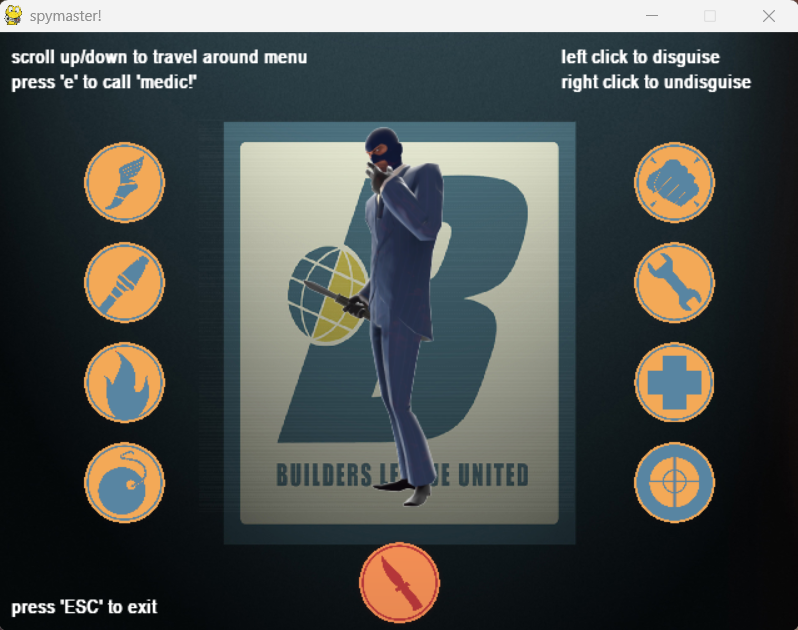 spymaster!
scroll up/down to travel around menu
press 'e' to call 'medic!'
left click to disguise
right click to undisguise
B
BUILDERS LE E UNITED
press 'ESC' to exit